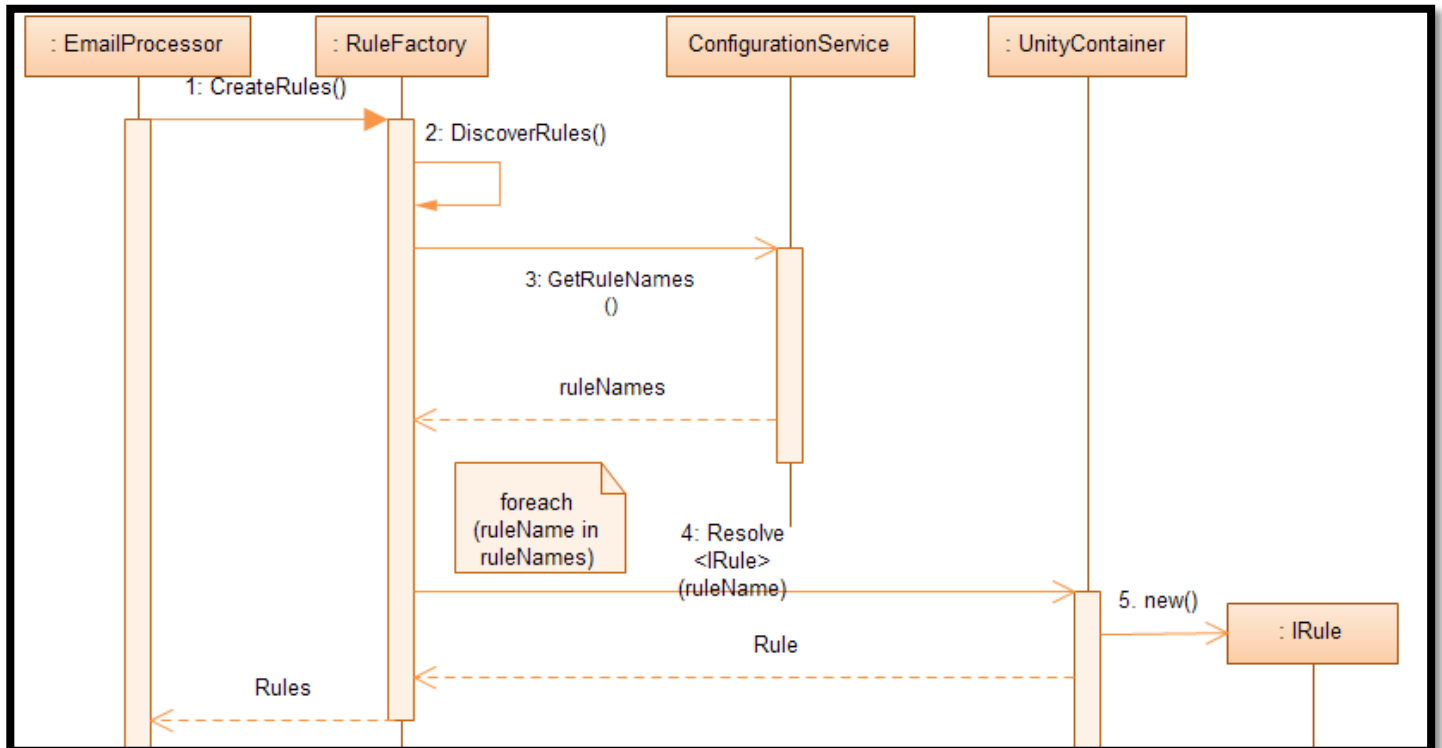 : EmailProcessor
: RuleFactory
ConfigurationService
: UnityContainer
1: CreateRules()
2: DiscoverRules()
3: GetRuleNames
()
ruleNames
foreach
(ruleName in
ruleNames)
4: Resolve
<IRule>
(ruleName)
5. new()
: IRule
Rule
Rules